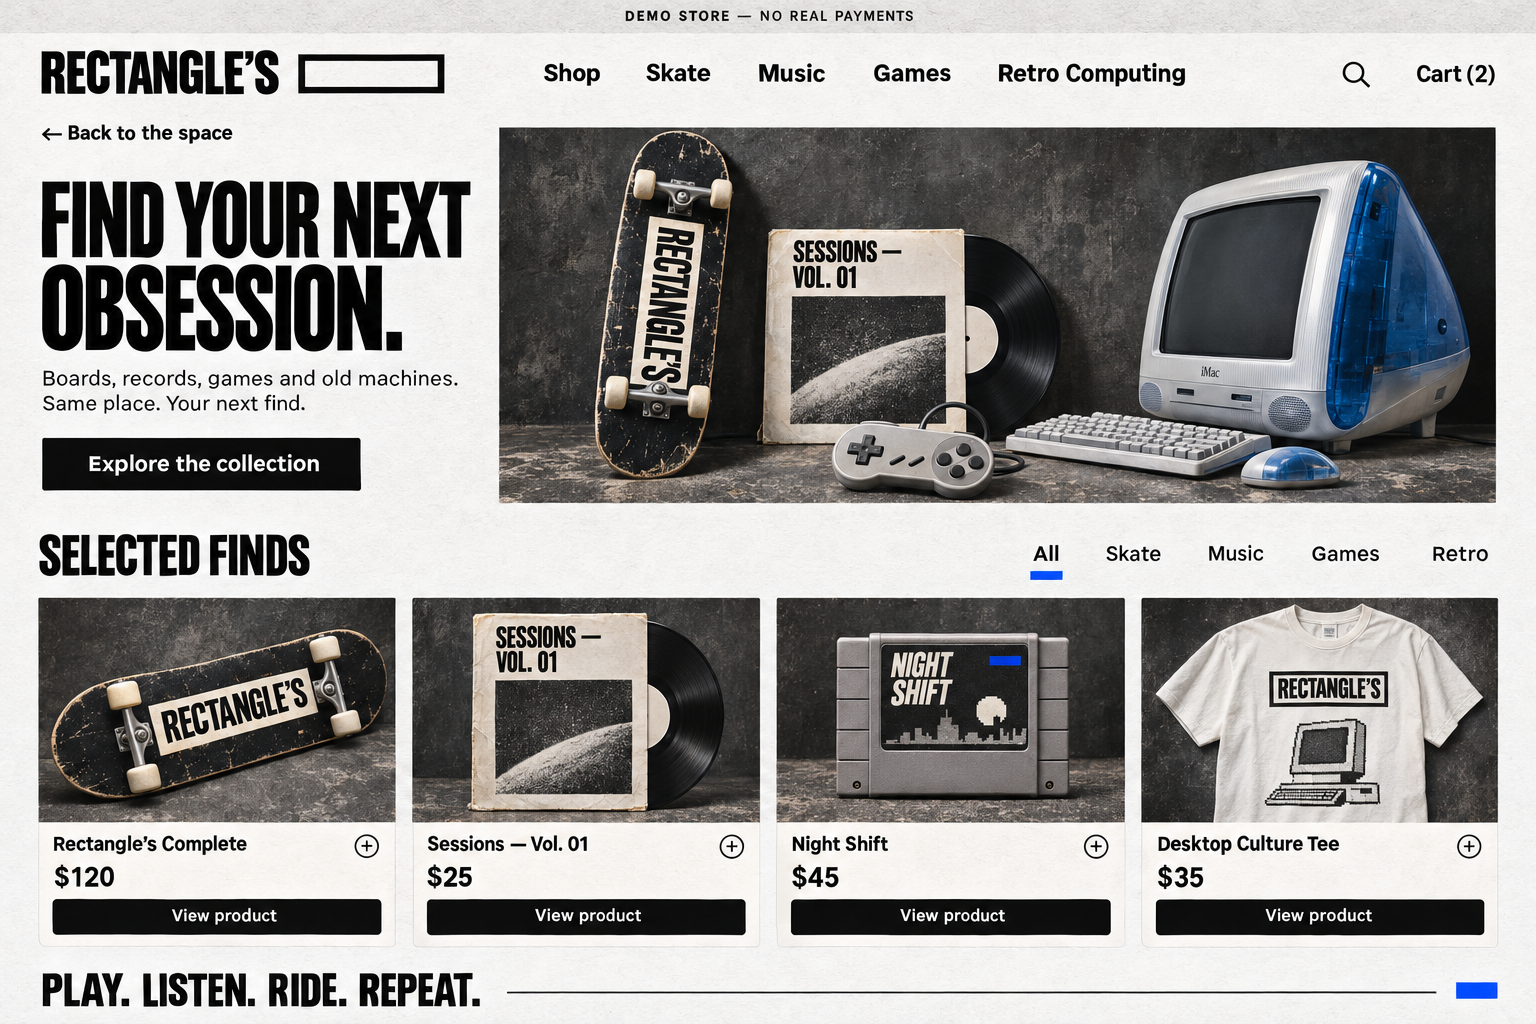 DEMO STORE — NO REAL PAYMENTS
RECTANGLE'S
Shop
Skate
Music
Games
Retro Computing
Cart (2)
← Back to the space
FIND YOUR NEXT
OBSESSION.
Boards, records, games and old machines.
Same place. Your next find.
Explore the collection
RECTANGLE'S
SESSIONS —
VOL. 01
iMac
SELECTED FINDS
All
Skate
Music
Games
Retro
RECTANGLE'S
SESSIONS —
VOL. 01
NIGHT
SHIFT
RECTANGLE'S
Rectangle's Complete
$120
View product
Sessions — Vol. 01
$25
View product
Night Shift
$45
View product
Desktop Culture Tee
$35
View product
PLAY. LISTEN. RIDE. REPEAT.